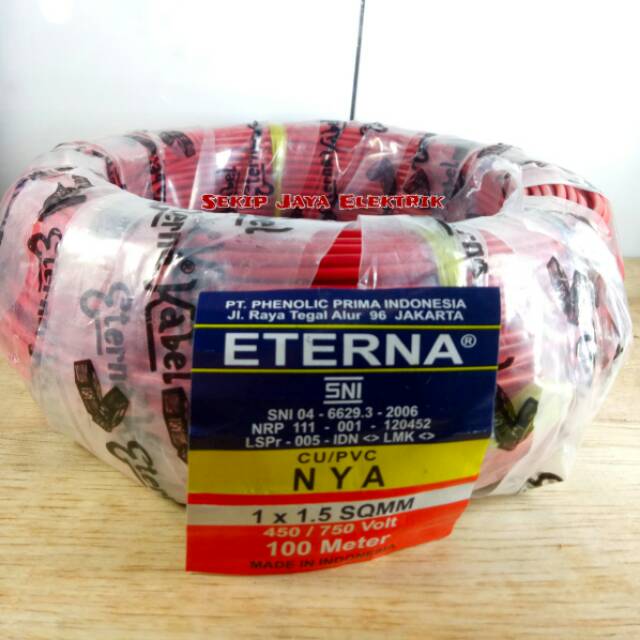 Sekip Jaya Elektrik
Eterna Kabel
PT. PHENOLIC PRIMA INDONESIA
Jl. Raya Tegal Alur 96 JAKARTA
ETERNA®
SNI
SNI 04 - 6629.3 - 2006
NRP 111 - 001 - 120452
LSPr - 005 - IDN <> LMK <>
CU/PVC
NYA
1 x 1.5 SQMM
450 / 750 Volt
100 Meter
MADE IN INDONESIA